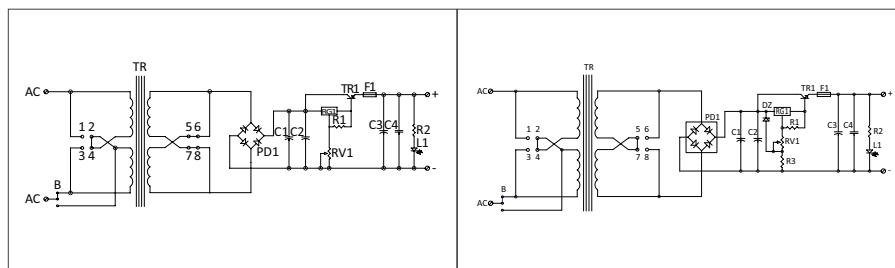 TR
AC
1 2
3 4
5 6
7 8
B
AC
PD1
C1 C2
RG1
R1
RV1
TR1 F1
C3 C4
R2
L1
+
-
TR
AC
1 2
3 4
5 6
7 8
B
AC
PD1
C1 C2
DZ
RG1
R1
RV1
R3
TR1 F1
C3 C4
R2
L1
+
-